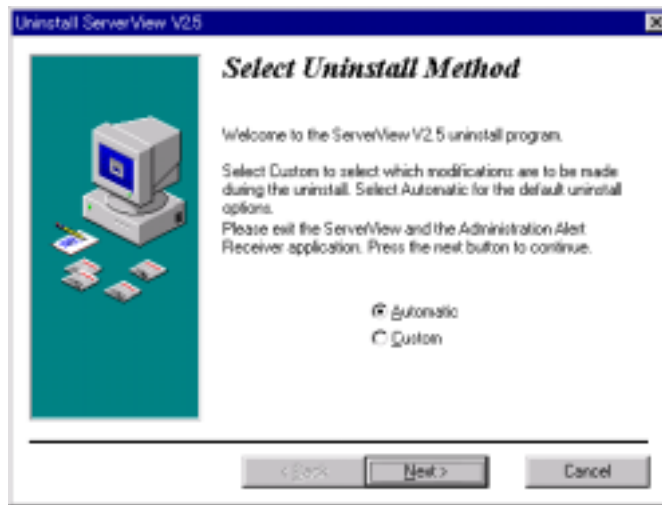 Uninstall ServerView V2.5
Select Uninstall Method
Welcome to the ServerView V2.5 uninstall program.
Select Custom to select which modifications are to be made
during the uninstall. Select Automatic for the default uninstall
options.
Please exit the ServerView and the Administration Alert
Receiver application. Press the next button to continue.
Automatic
Custom
< Back
Next >
Cancel